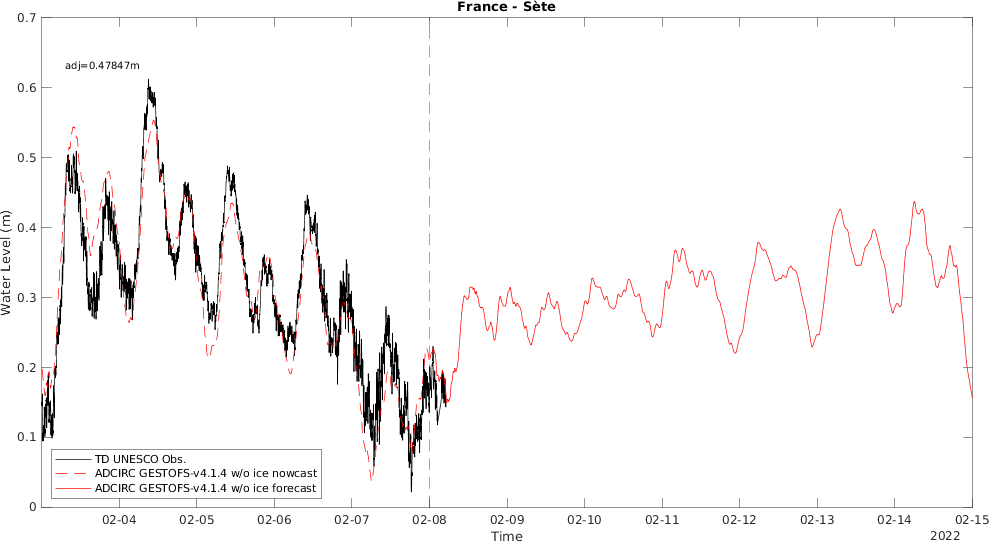 France - Sète
0.7
0.6
0.5
0.4
0.3
0.2
0.1
0
Water Level (m)
adj=0.47847m
TD UNESCO Obs.
ADCIRC GESTOFS-v4.1.4 w/o ice nowcast
ADCIRC GESTOFS-v4.1.4 w/o ice forecast
02-04 02-05 02-06 02-07 02-08 02-09 02-10 02-11 02-12 02-13 02-14 02-15
Time
2022